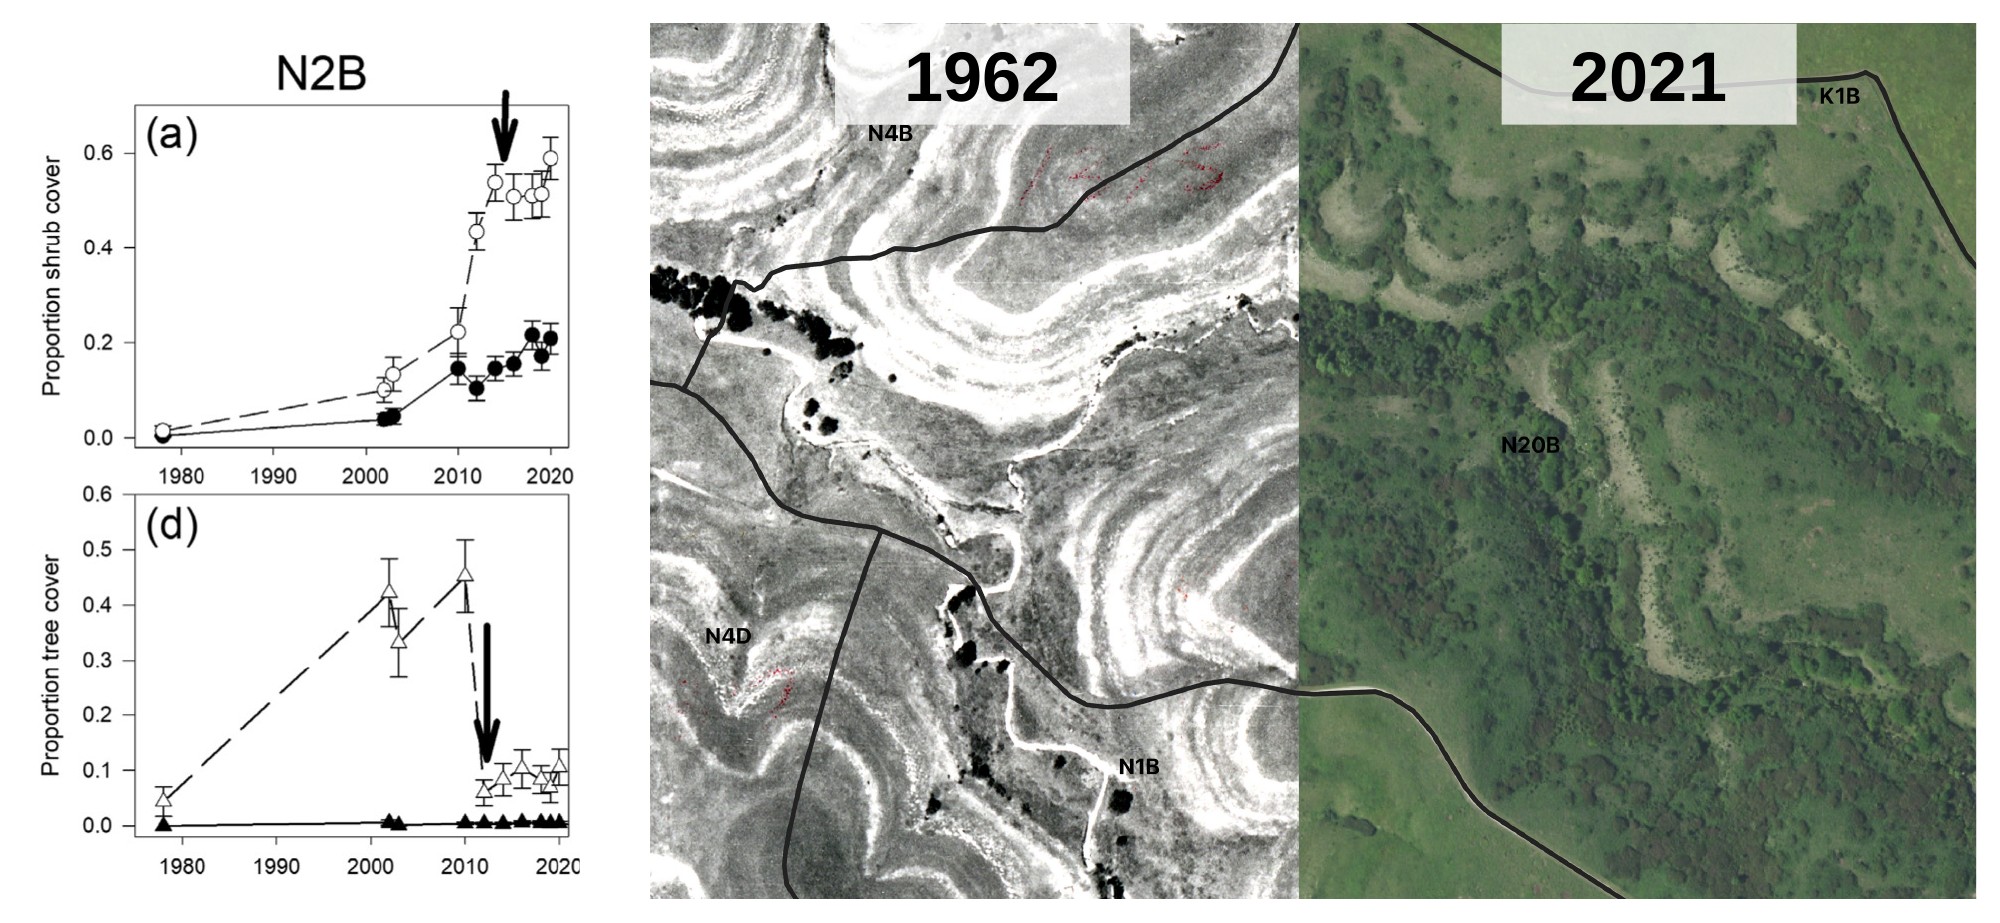 N2B
(a)
Proportion shrub cover
0.6
0.4
0.2
0.0
1980 1990 2000 2010 2020
(d)
Proportion tree cover
0.6
0.5
0.4
0.3
0.2
0.1
0.0
1980 1990 2000 2010 2020
1962
N4B
N4D
N1B
2021
K1B
N20B